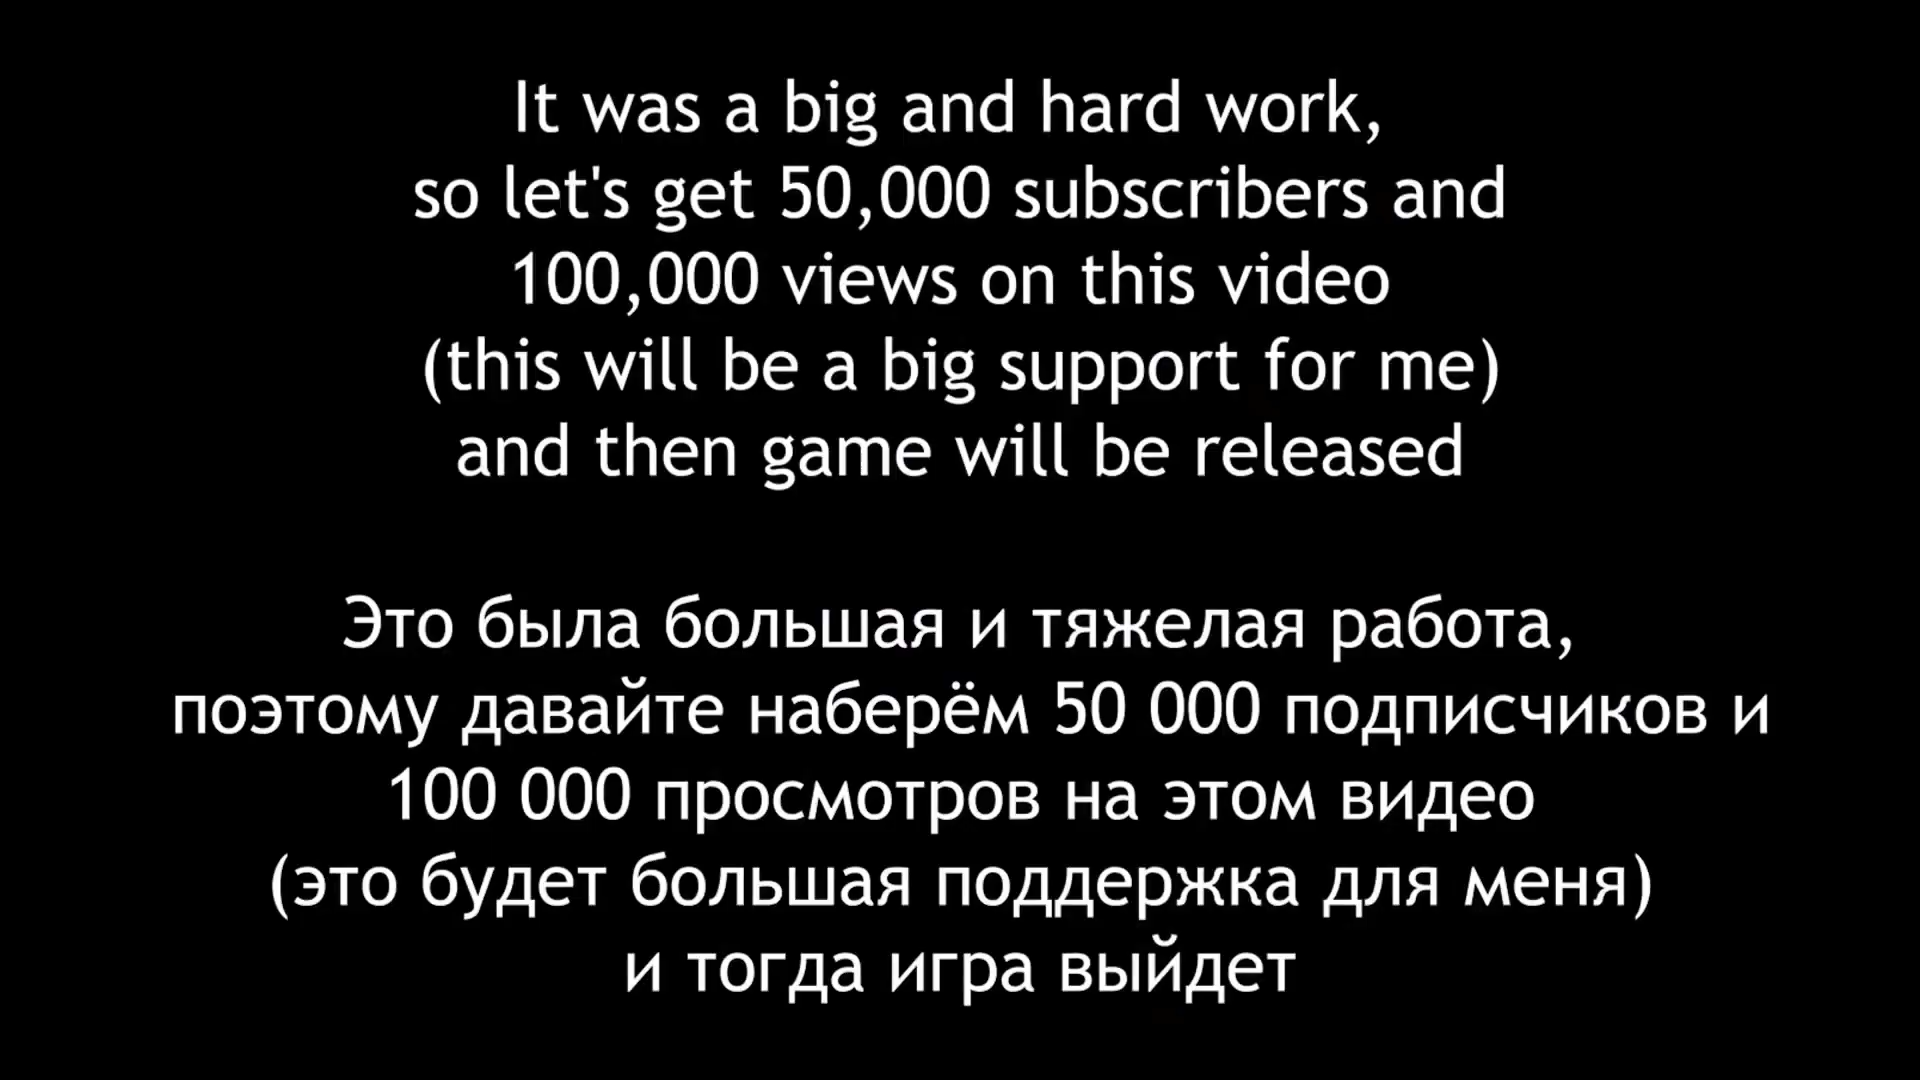 It was a big and hard work,
so let's get 50,000 subscribers and
100,000 views on this video
(this will be a big support for me)
and then game will be released
Это была большая и тяжелая работа,
поэтому давайте наберём 50 000 подписчиков и
100 000 просмотров на этом видео
(это будет большая поддержка для меня)
и тогда игра выйдет